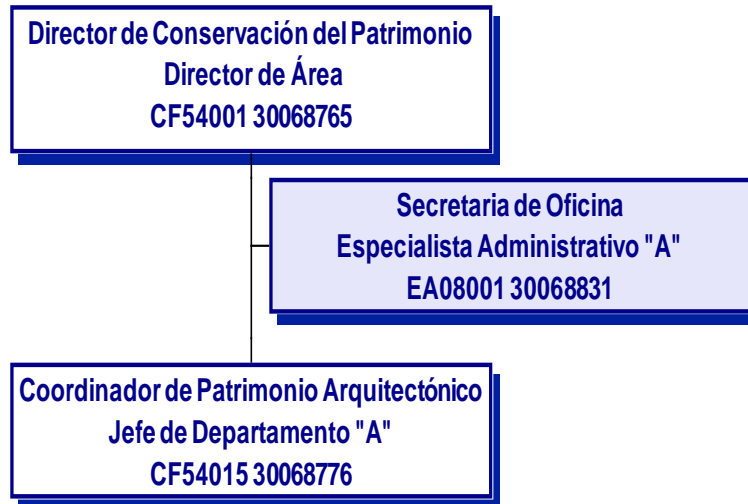 Director de Conservación del Patrimonio
Director de Área
CF54001 30068765
Secretaria de Oficina
Especialista Administrativo "A"
EA08001 30068831
Coordinador de Patrimonio Arquitectónico
Jefe de Departamento "A"
CF54015 30068776